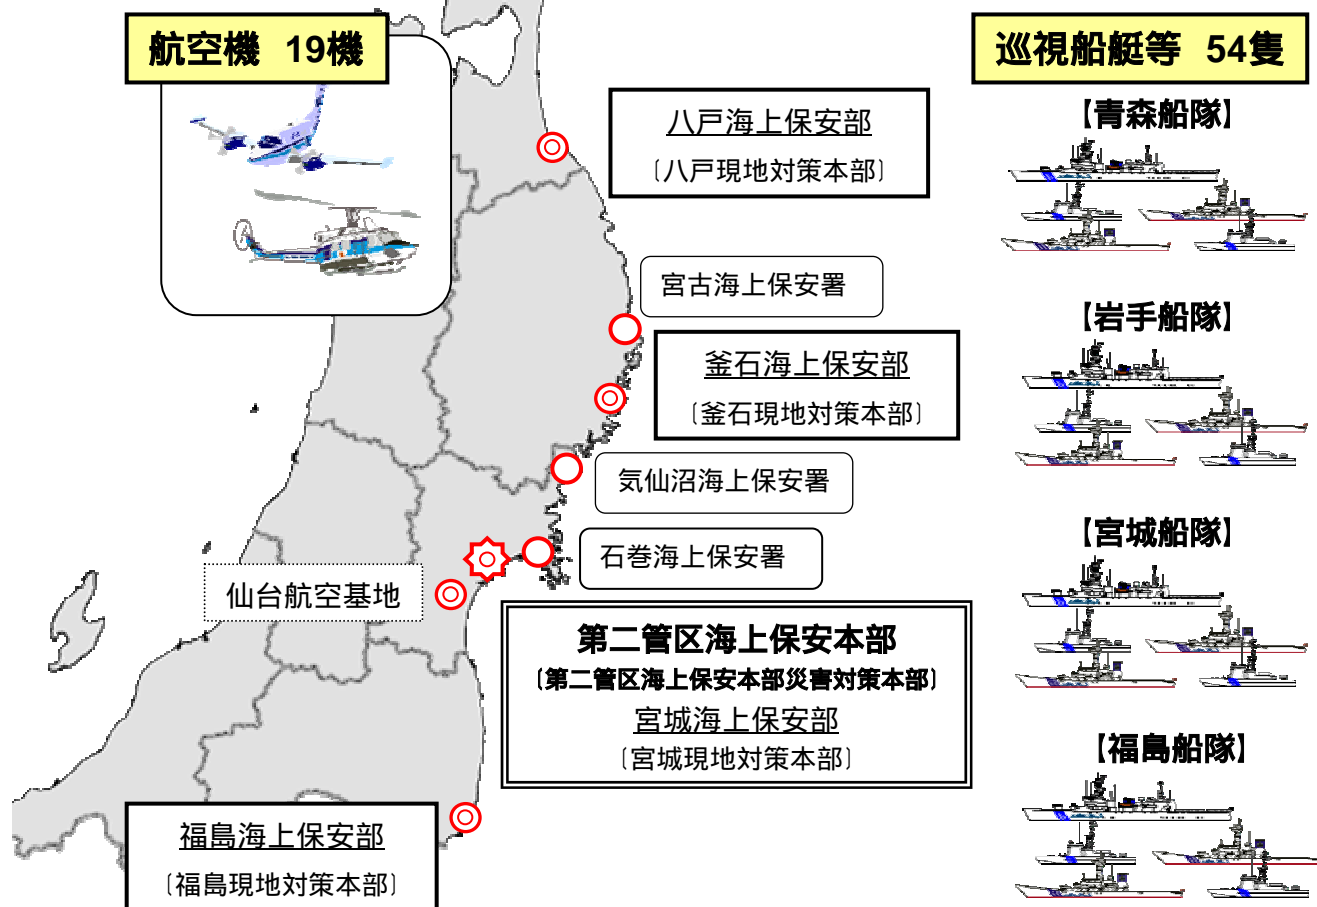 航空機 19機
巡視船艇等 54隻
【青森船隊】
八戸海上保安部
〔八戸現地対策本部〕
宮古海上保安署
【岩手船隊】
釜石海上保安部
〔釜石現地対策本部〕
気仙沼海上保安署
石巻海上保安署
【宮城船隊】
仙台航空基地
第二管区海上保安本部
〔第二管区海上保安本部災害対策本部〕
宮城海上保安部
〔宮城現地対策本部〕
【福島船隊】
福島海上保安部
〔福島現地対策本部〕